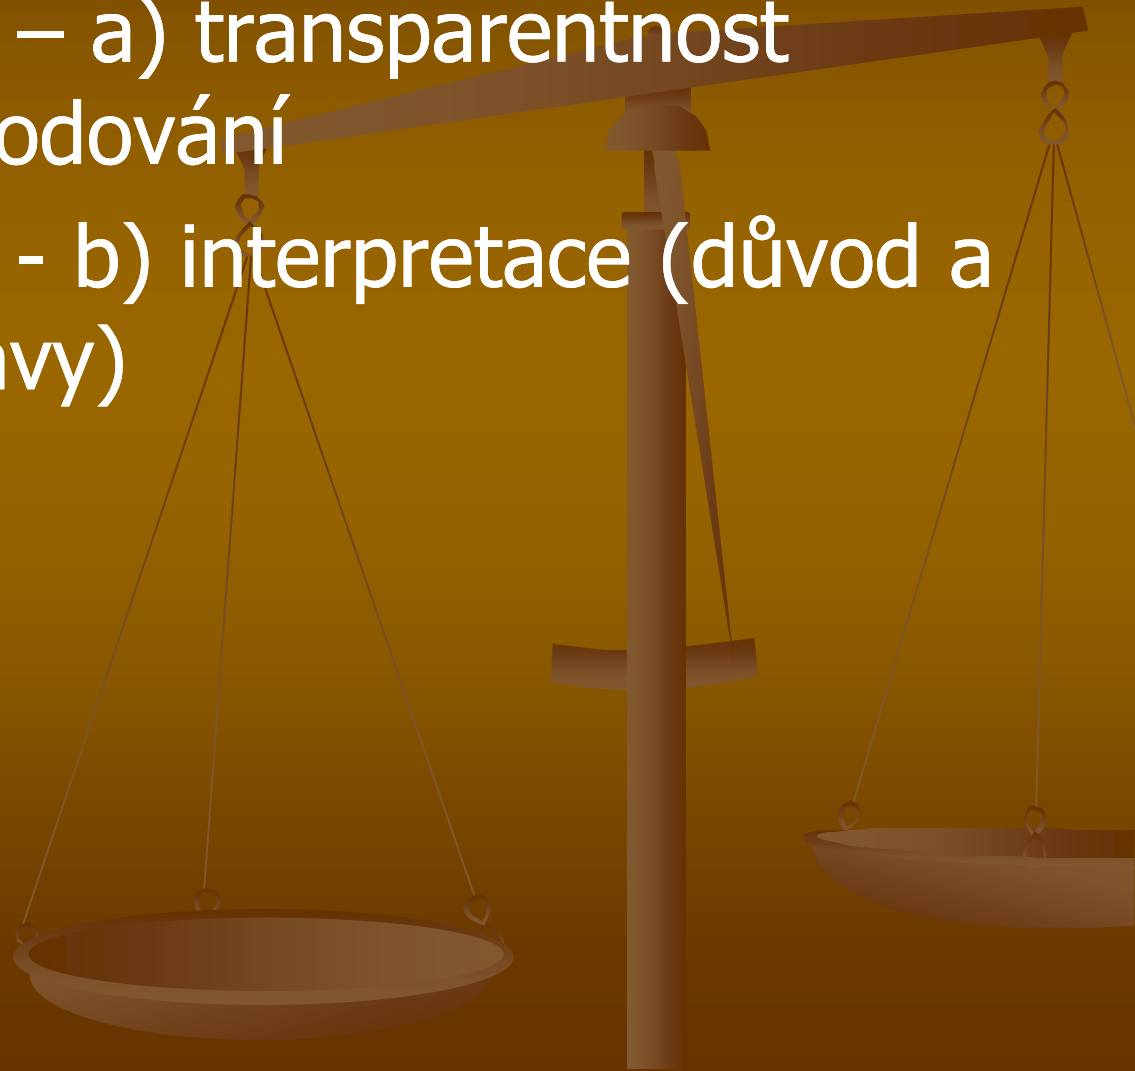 – a) transparentnost
odování
- b) interpretace (důvod a
avy)